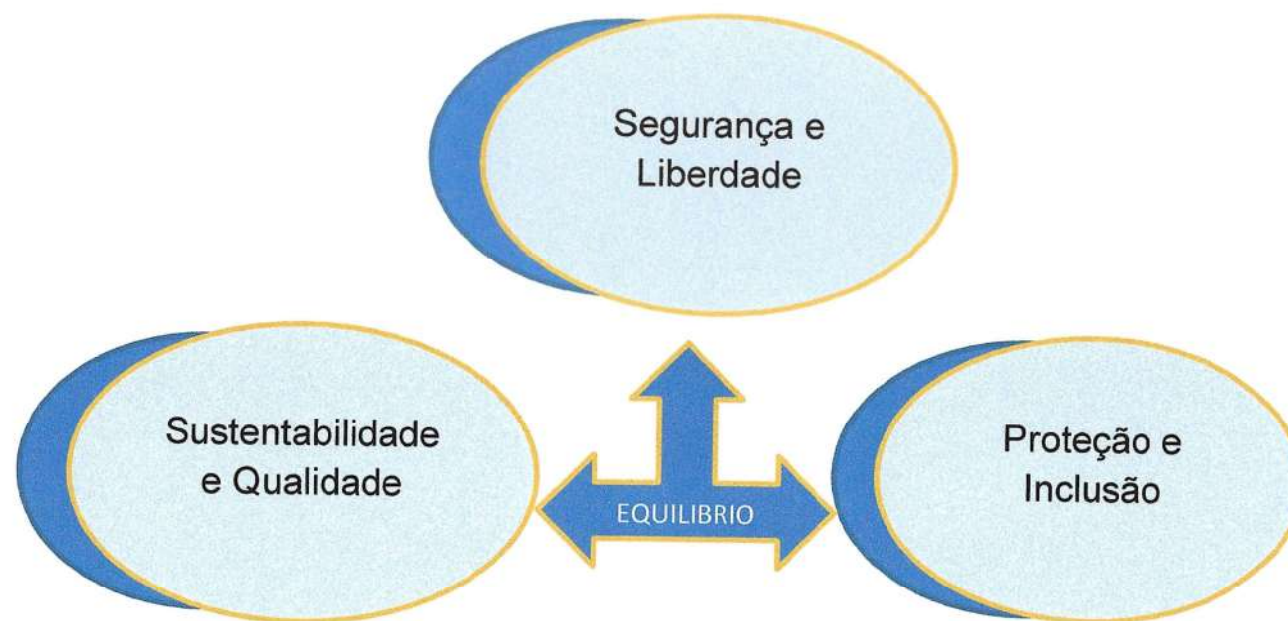 Segurança e
Liberdade
Sustentabilidade
e Qualidade
Proteção e
Inclusão
EQUILIBRIO